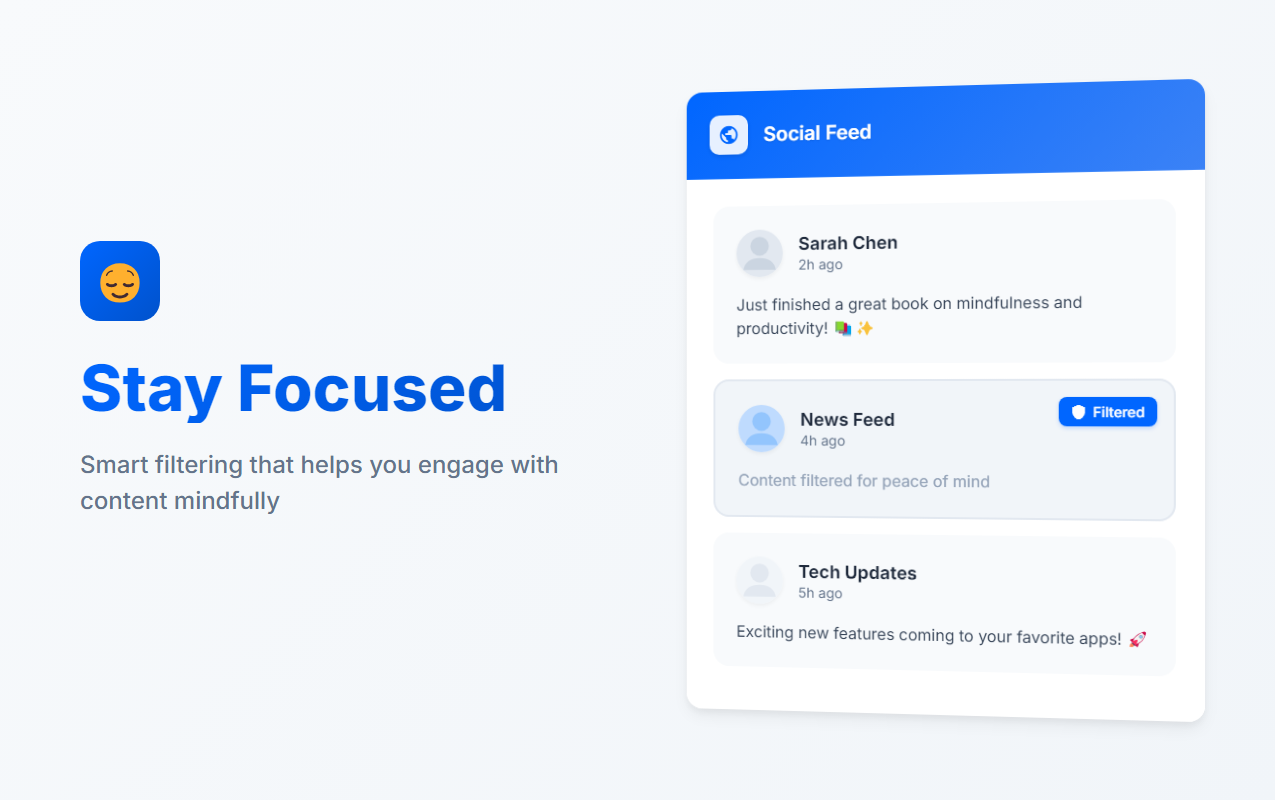 Stay Focused
Smart filtering that helps you engage with
content mindfully
Social Feed
Sarah Chen
2h ago
Just finished a great book on mindfulness and
productivity! 📚 ✨
News Feed
4h ago
Filtered
Content filtered for peace of mind
Tech Updates
5h ago
Exciting new features coming to your favorite apps! 🚀